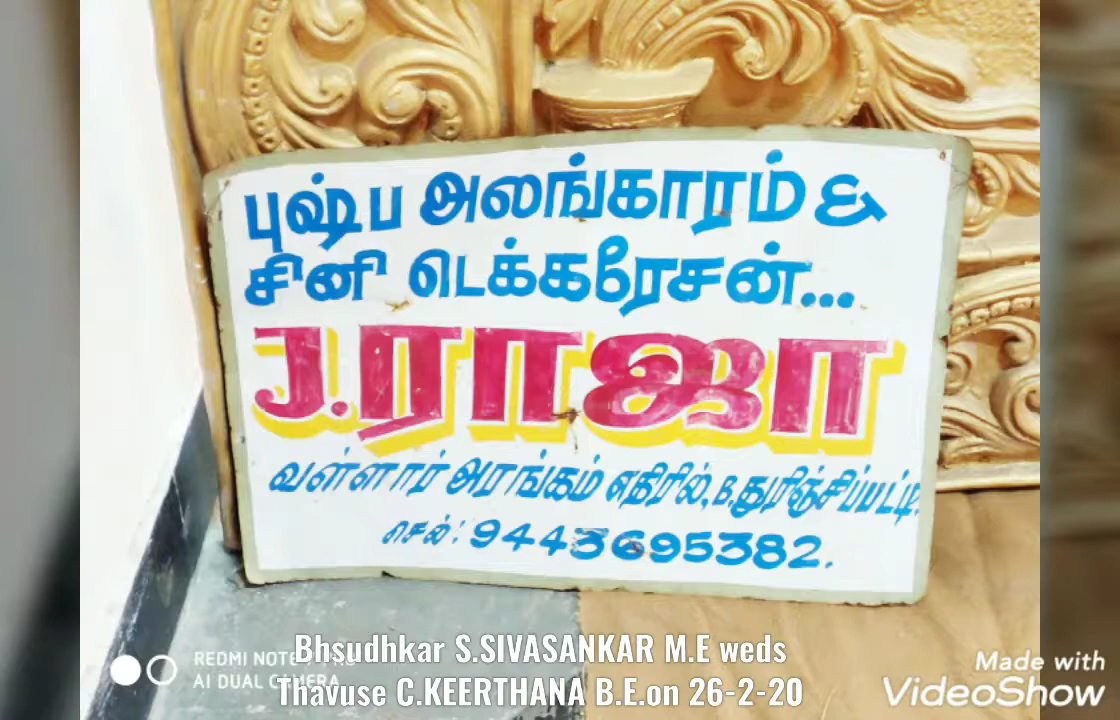 புஷ்ப அலங்காரம் &
சினி டெக்கரேசன்...
J.ராஜா
வள்ளார் அரங்கம் எதிரில், B.துரிஞ்சிப்பட்டி.
செல்: 9443695382.
Bhsudhkar S.SIVASANKAR M.E weds
Thavuse C.KEERTHANA B.E.on 26-2-20
REDMI NOTE
AI DUAL CAMERA
Made with
VideoShow